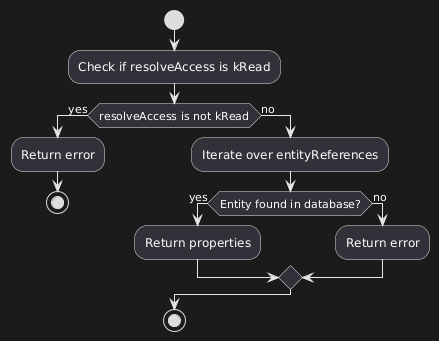 Check if resolveAccess is kRead
yes
resolveAccess is not kRead
no
Return error
Iterate over entityReferences
yes
Entity found in database?
no
Return properties
Return error